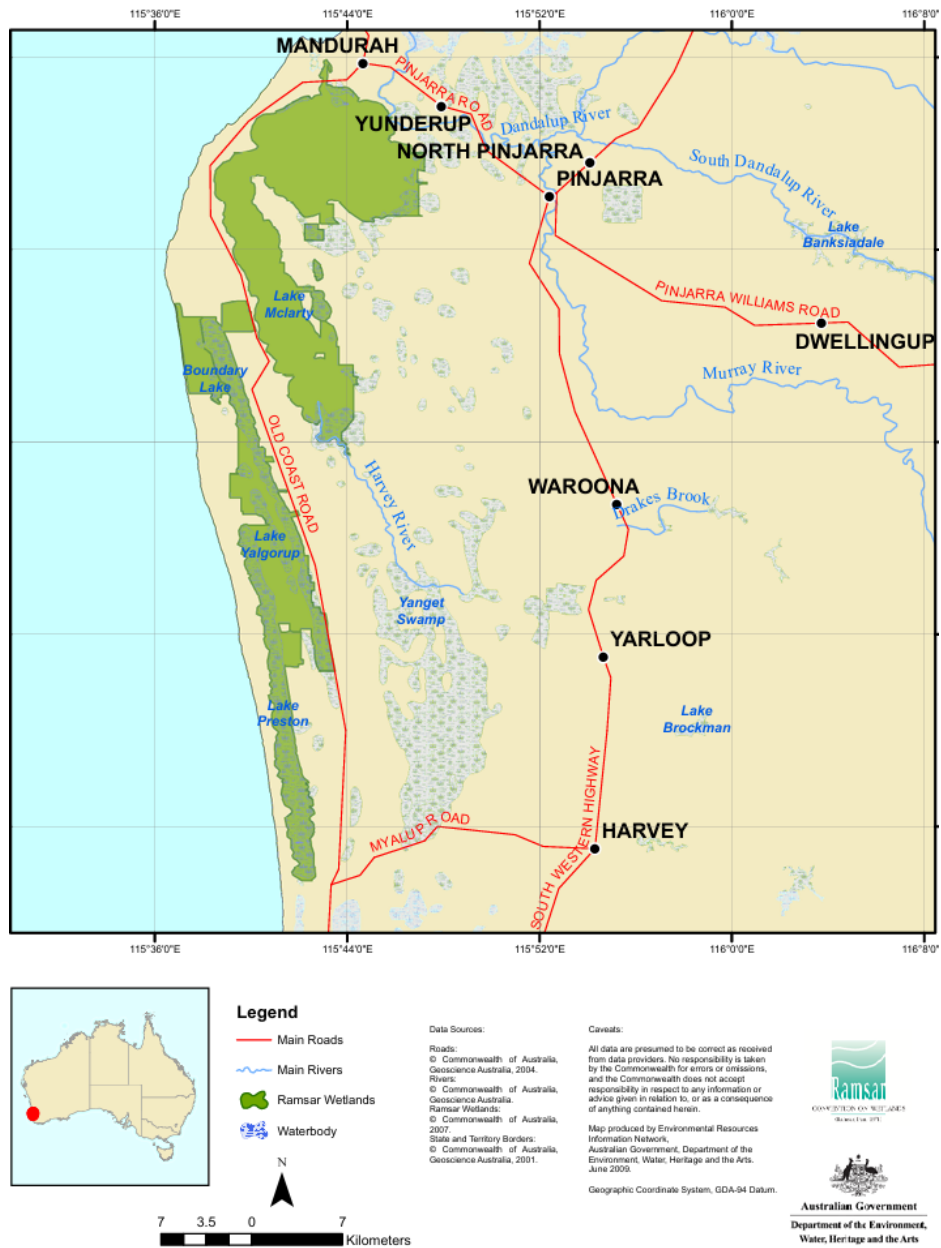 115°36'0"E
115°44'0"E
115°52'0"E
116°0'0"E
116°8'0"E
MANDURAH
PINJARRA ROAD
YUNDERUP
Dandalup River
NORTH PINJARRA
PINJARRA
South Dandalup River
Lake
Banksiadale
PINJARRA WILLIAMS ROAD
DWELLINGUP
Lake
Mclarty
Boundary
Lake
Murray River
OLD COAST ROAD
Harvey River
WAROONA
Drakes Brook
Lake
Yalgorup
Yanget
Swamp
YARLOOP
Lake
Preston
Lake
Brockman
SOUTH WESTERN HIGHWAY
MYALUP ROAD
HARVEY
115°36'0"E
115°44'0"E
115°52'0"E
116°0'0"E
116°8'0"E
Legend
Main Roads
Main Rivers
Ramsar Wetlands
Waterbody
N
7 3.5 0 7
Kilometers
Data Sources:
Roads:
© Commonwealth of Australia,
Geoscience Australia, 2004.
Rivers:
© Commonwealth of Australia,
Geoscience Australia.
Ramsar Wetlands:
© Commonwealth of Australia,
2007.
State and Territory Borders:
© Commonwealth of Australia,
Geoscience Australia, 2001.
Caveats:
All data are presumed to be correct as received
from data providers. No responsibility is taken
by the Commonwealth for errors or omissions,
and the Commonwealth does not accept
responsibility in respect to any information or
advice given in relation to, or as a consequence
of anything contained herein.
Map produced by Environmental Resources
Information Network,
Australian Government, Department of the
Environment, Water, Heritage and the Arts.
June 2009.
Geographic Coordinate System, GDA-94 Datum.
Ramsar
CONVENTION ON WETLANDS
(Ramsar, Iran, 1971)
Australian Government
Department of the Environment,
Water, Heritage and the Arts